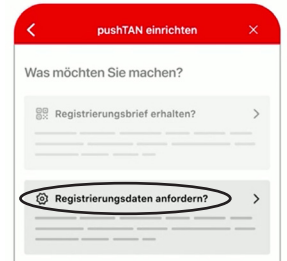 pushTAN einrichten
Was möchten Sie machen?
Registrierungsbrief erhalten?
Registrierungsdaten anfordern?